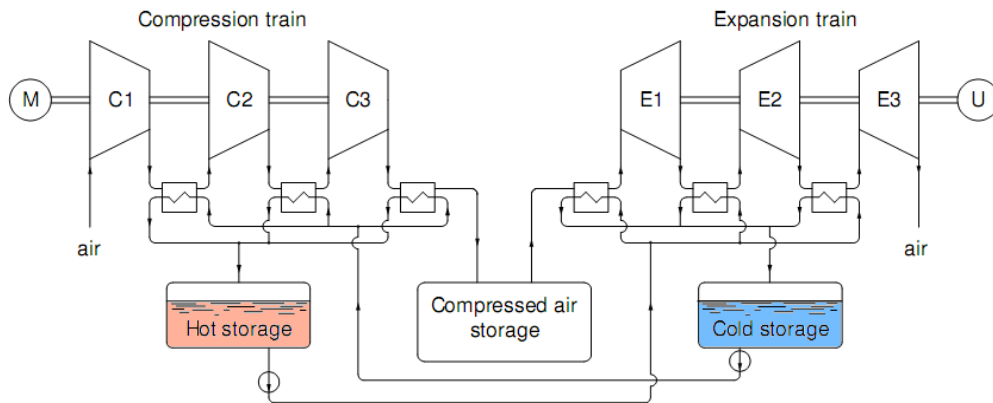 Compression train
Expansion train
M
C1
C2
C3
E1
E2
E3
U
air
air
Hot storage
Compressed air
storage
Cold storage